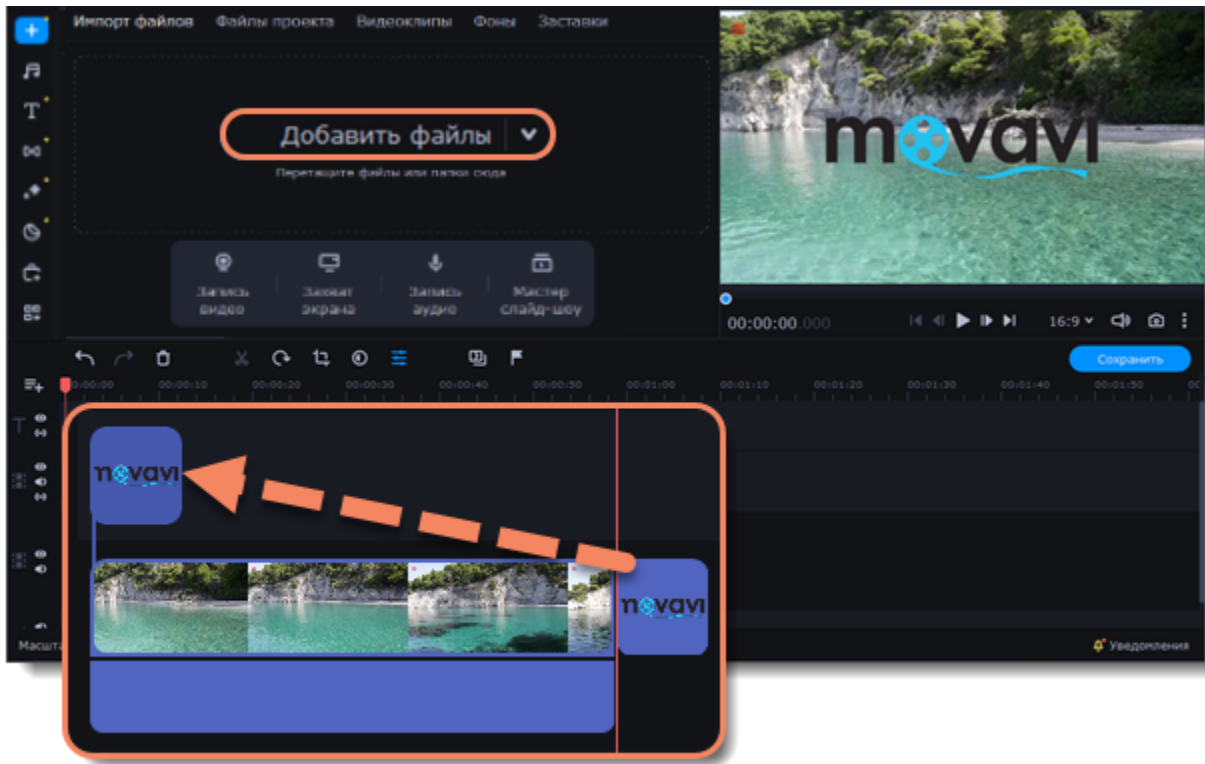 Импорт файлов Файлы проекта Видеоклипы Фоны Заставки
Добавить файлы
Перетащите файлы или папки сюда
Запись видео
Захват экрана
Запись аудио
Мастер слайд-шоу
movavi
00:00:00.000
16:9
Сохранить
0:00:00 00:00:10 00:00:20 00:00:30 00:00:40 00:00:50 00:01:00 00:01:10 00:01:20 00:01:30 00:01:40 00:01:50
movavi
movavi
Уведомления